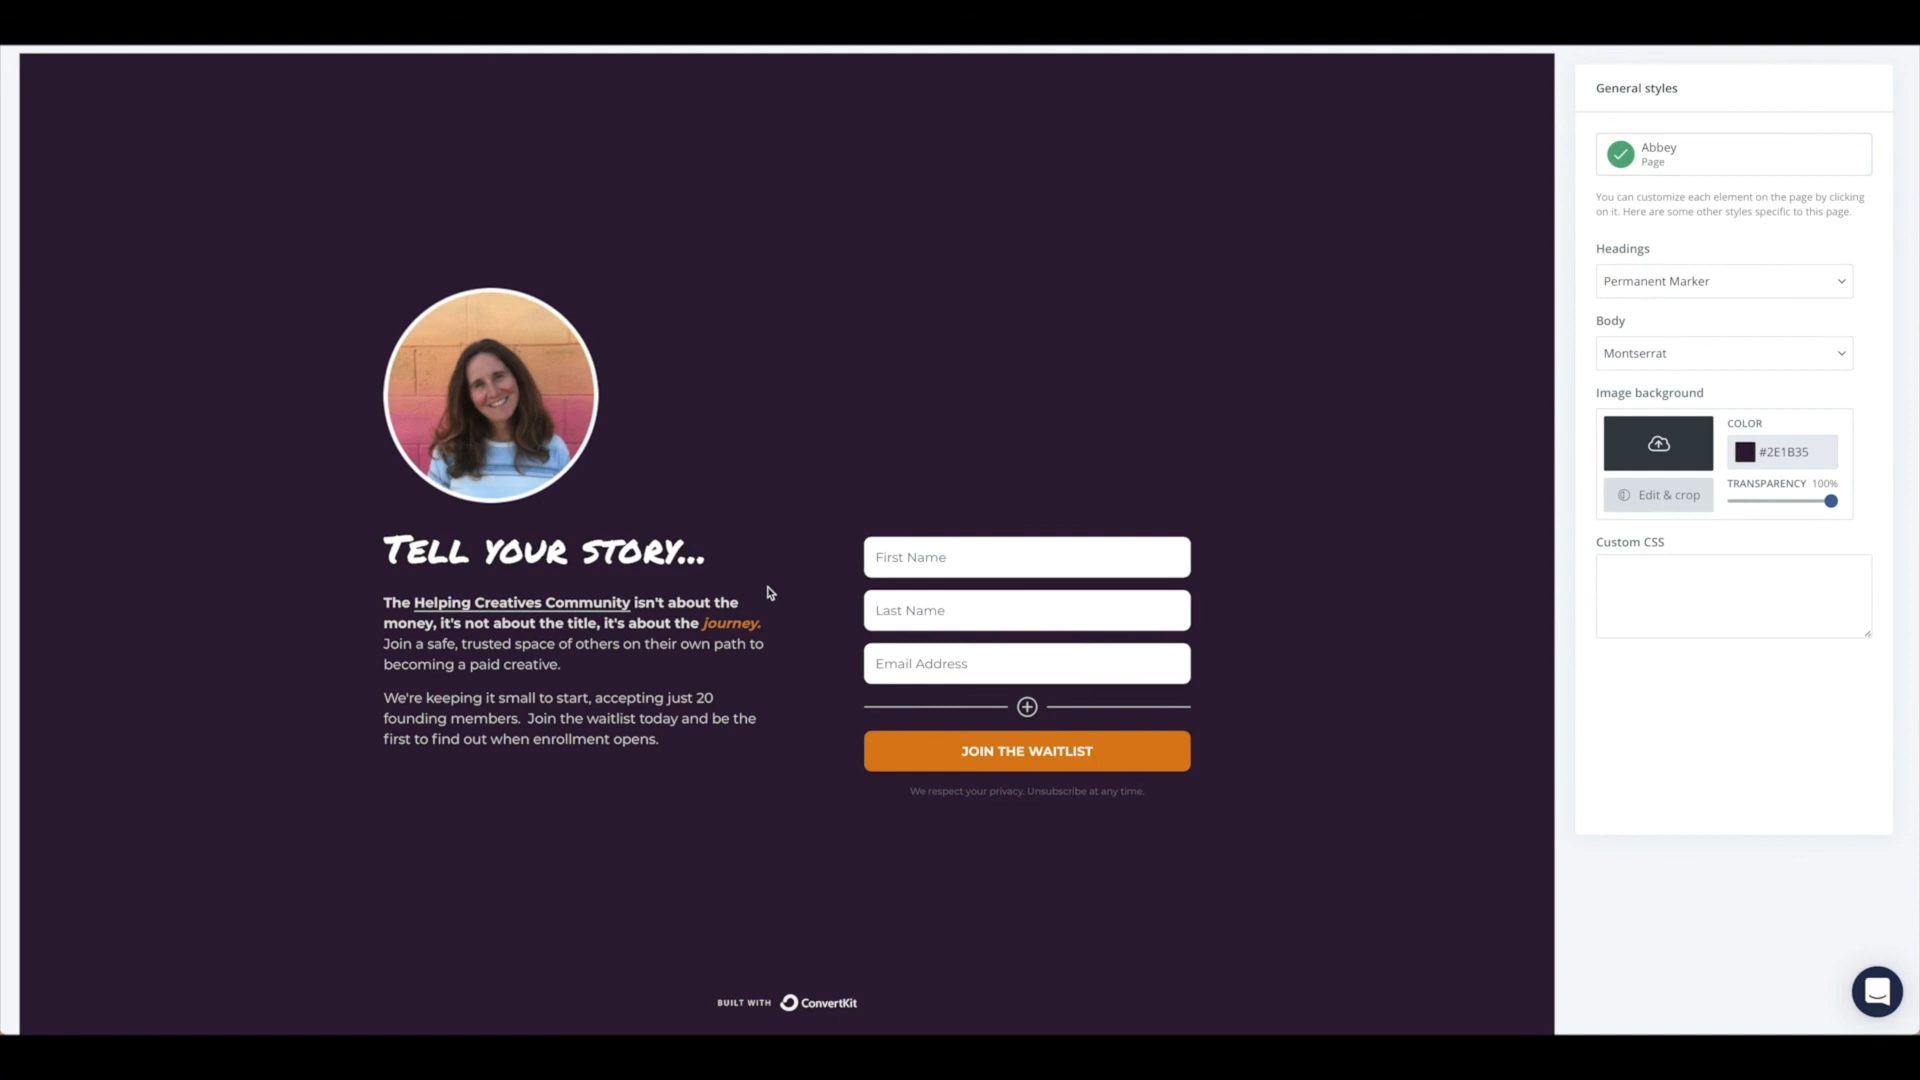 TELL YOUR STORY...
The Helping Creatives Community isn't about the
money, it's not about the title, it's about the journey.
Join a safe, trusted space of others on their own path to
becoming a paid creative.
We're keeping it small to start, accepting just 20
founding members. Join the waitlist today and be the
first to find out when enrollment opens.
First Name
Last Name
Email Address
JOIN THE WAITLIST
We respect your privacy. Unsubscribe at any time.
BUILT WITH ConvertKit
General styles
Abbey
Page
You can customize each element on the page by clicking
on it. Here are some other styles specific to this page.
Headings
Permanent Marker
Body
Montserrat
Image background
COLOR
#2E1B35
Edit & crop
TRANSPARENCY 100%
Custom CSS